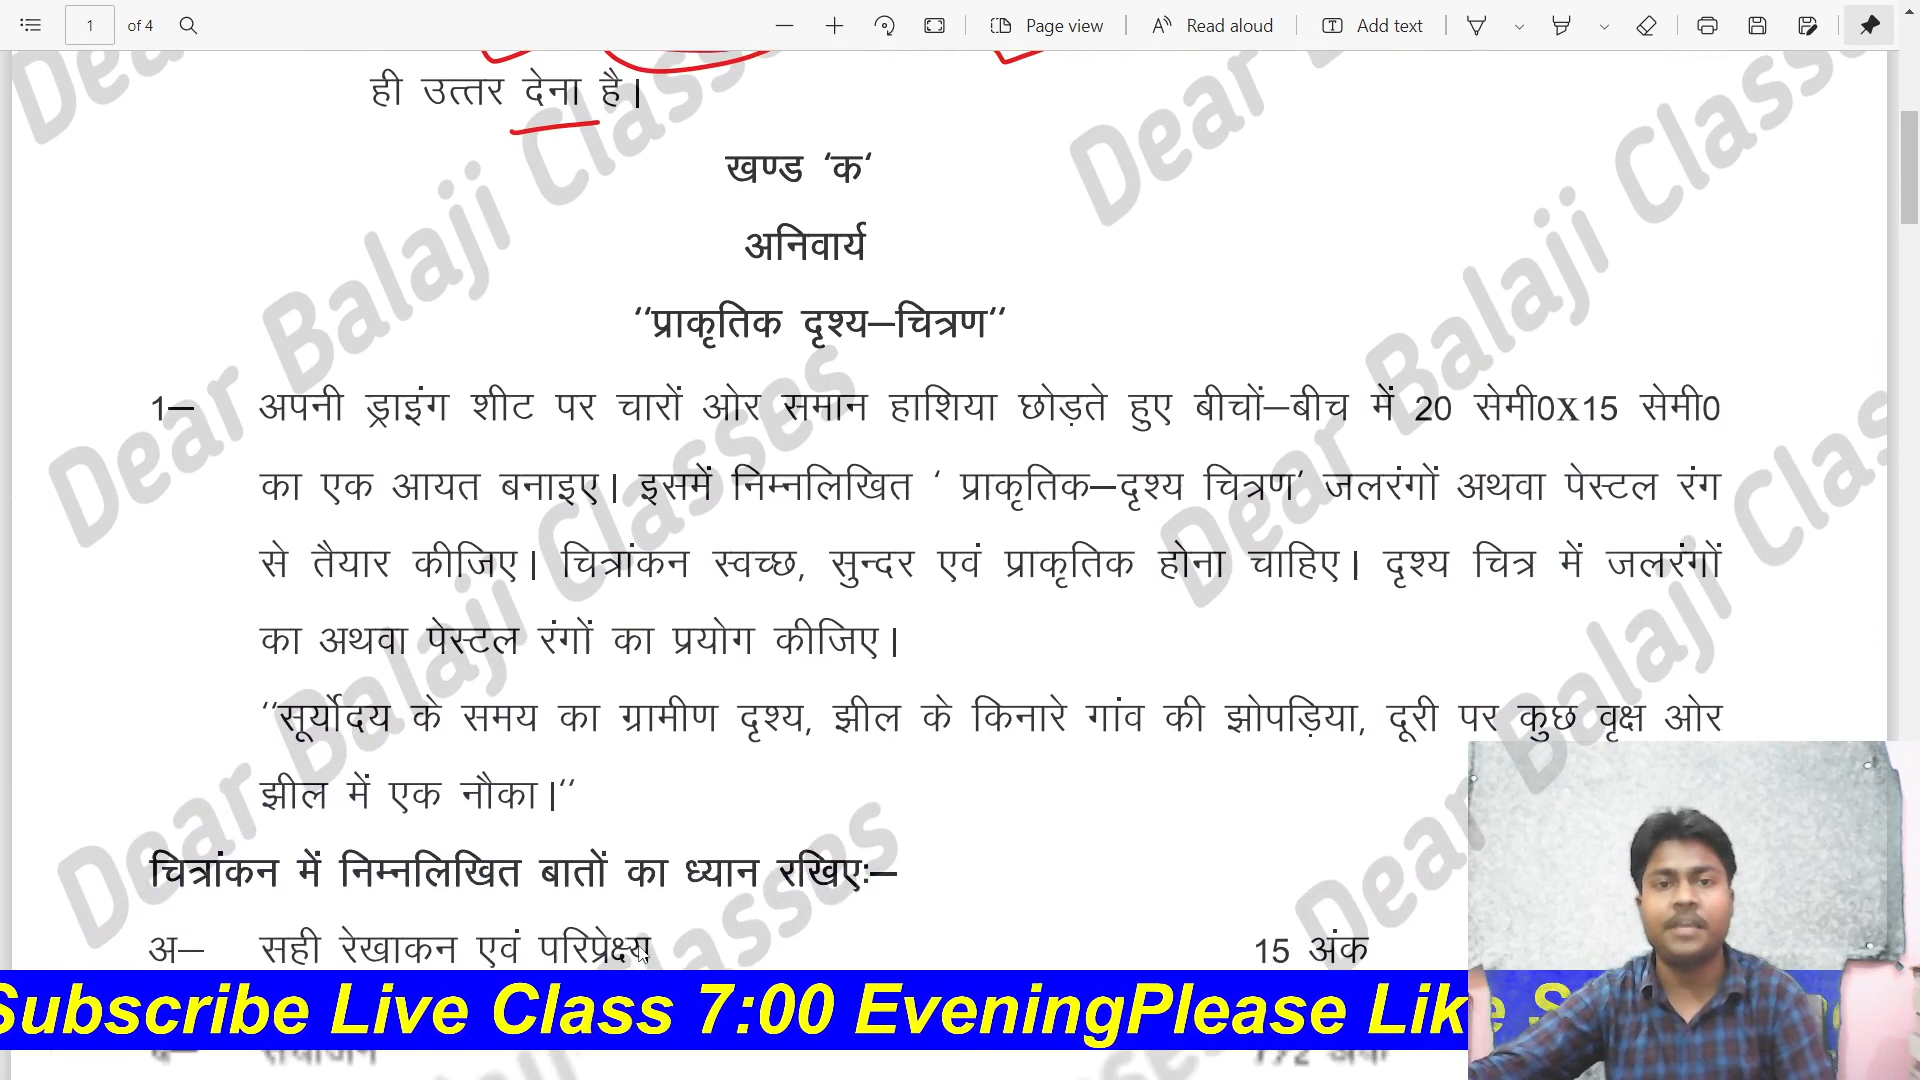 1 of 4 Page view Read aloud Add text
ही उत्तर देना है।
खण्ड ‘क‘
अनिवार्य
‘‘प्राकृतिक दृश्य–चित्रण‘‘
1– अपनी ड्राइंग शीट पर चारों ओर समान हाशिया छोड़ते हुए बीचों–बीच में 20 सेमी0X15 सेमी0
का एक आयत बनाइए। इसमें निम्नलिखित ‘ प्राकृतिक–दृश्य चित्रण‘ जलरंगों अथवा पेस्टल रंग
से तैयार कीजिए। चित्रांकन स्वच्छ, सुन्दर एवं प्राकृतिक होना चाहिए। दृश्य चित्र में जलरंगों
का अथवा पेस्टल रंगों का प्रयोग कीजिए।
‘‘सूर्योदय के समय का ग्रामीण दृश्य, झील के किनारे गांव की झोपड़िया, दूरी पर कुछ वृक्ष ओर
झील में एक नौका।‘‘
चित्रांकन में निम्नलिखित बातों का ध्यान रखिए:–
अ– सही रेखाकन एवं परिप्रेक्ष्य 15 अंक
Subscribe Live Class 7:00 EveningPlease Lik
Dear Balaji Classes